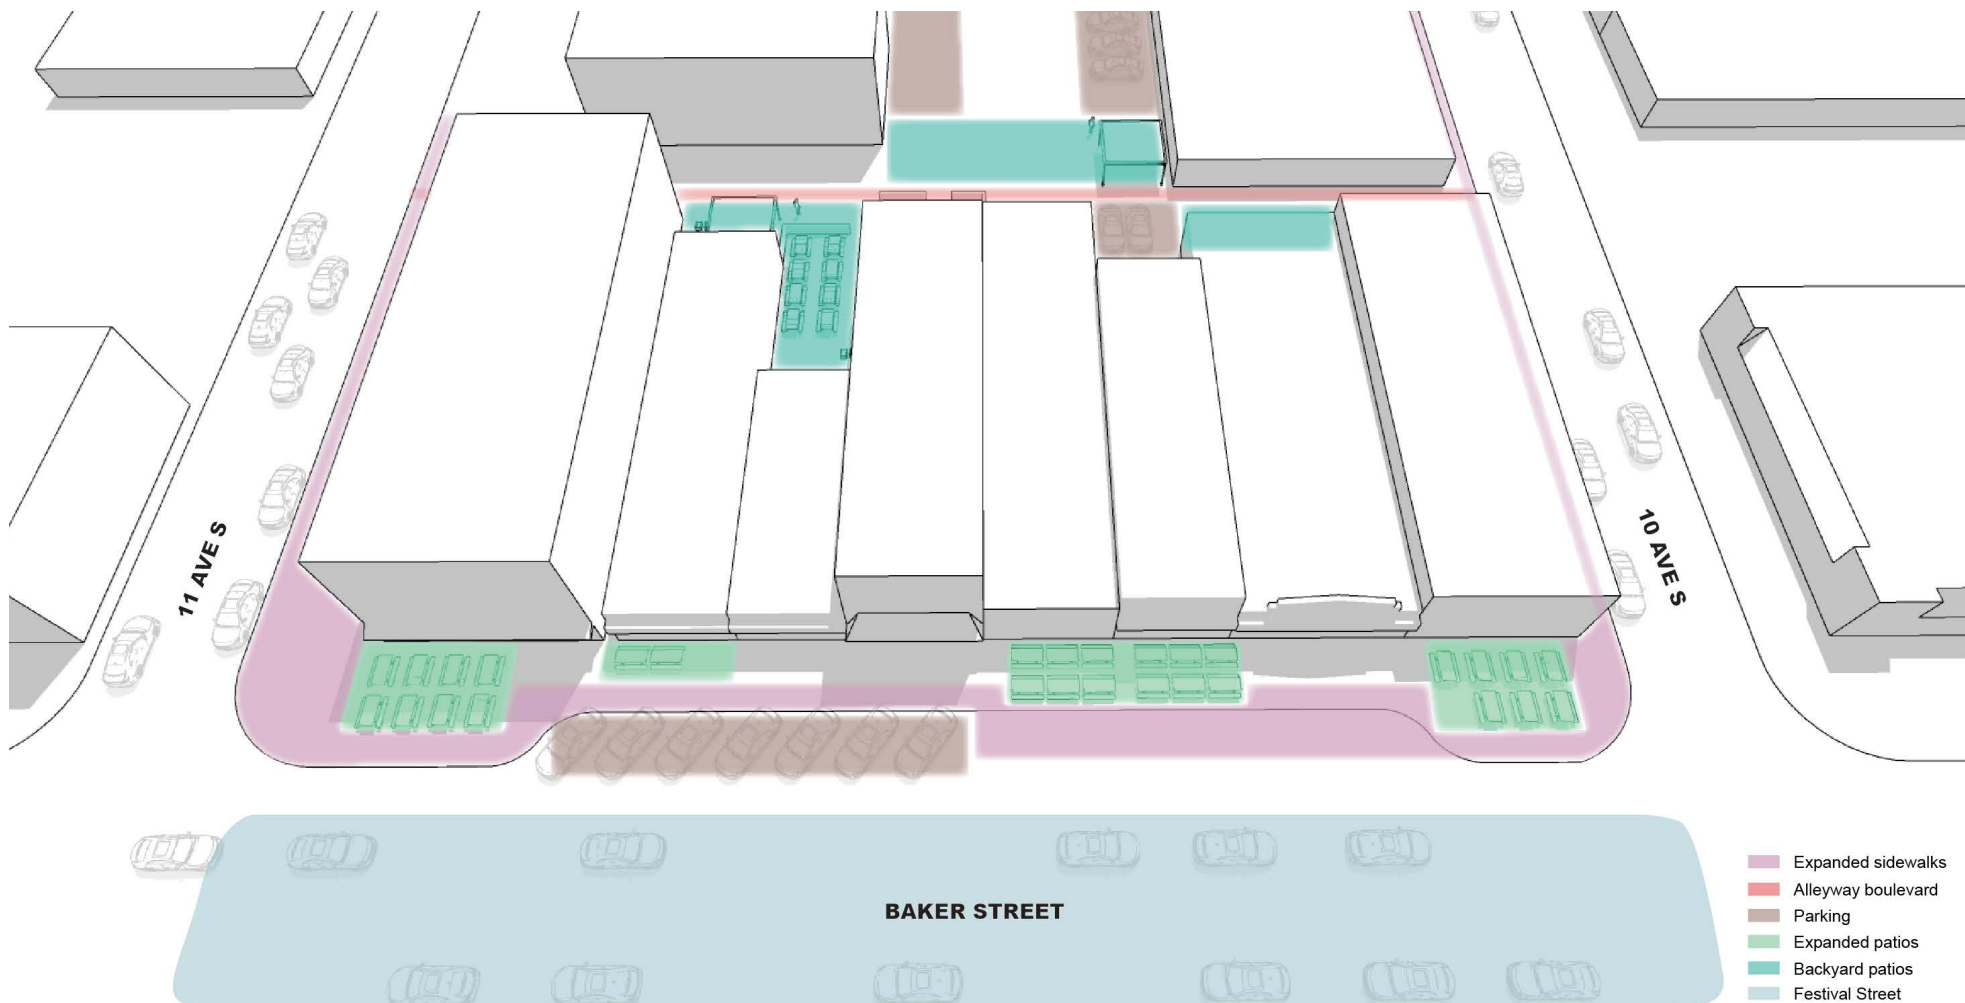 11 AVE S
10 AVE S
BAKER STREET
Expanded sidewalks
Alleyway boulevard
Parking
Expanded patios
Backyard patios
Festival Street